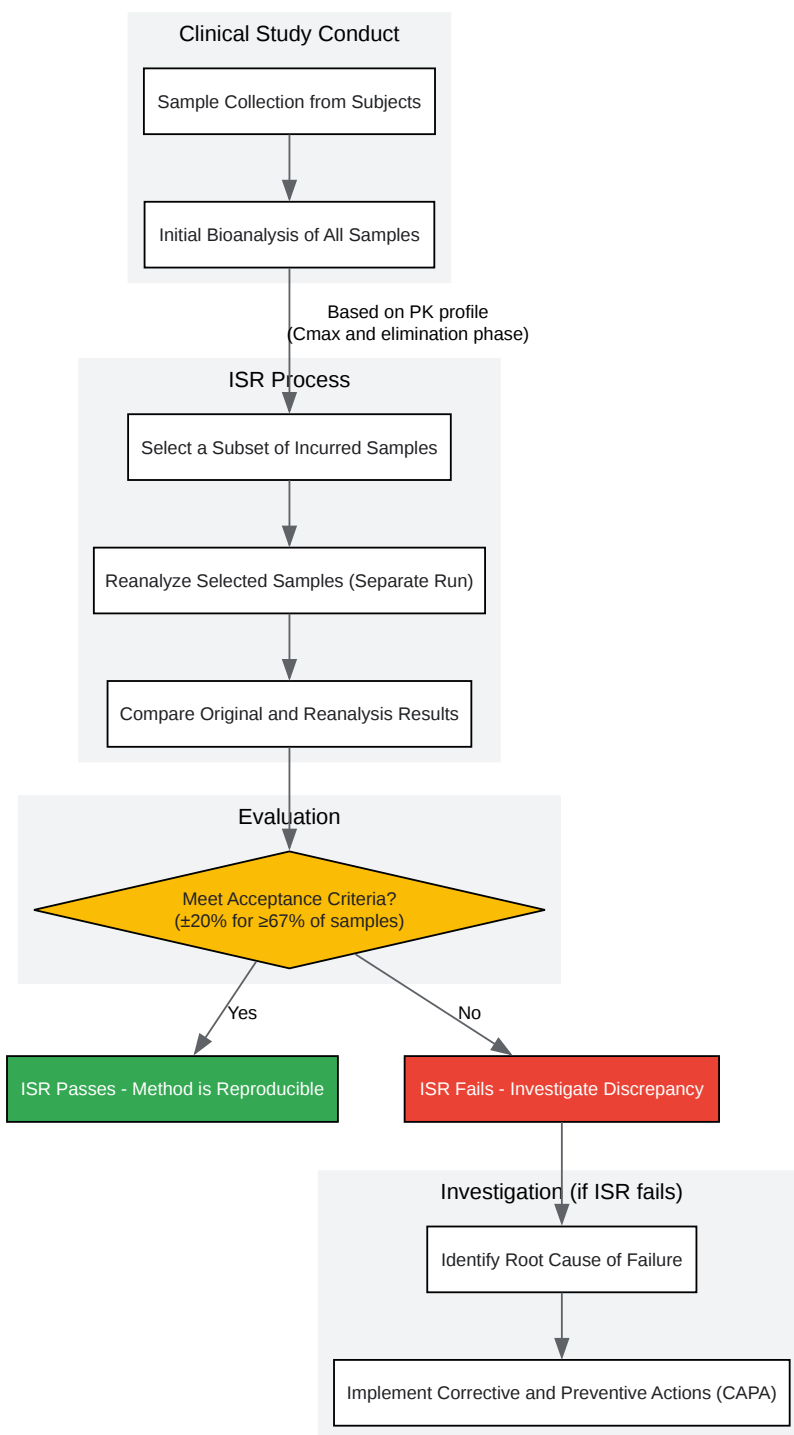 Clinical Study Conduct
Sample Collection from Subjects
Initial Bioanalysis of All Samples
Based on PK profile
(Cmax and elimination phase)
ISR Process
Select a Subset of Incurred Samples
Reanalyze Selected Samples (Separate Run)
Compare Original and Reanalysis Results
Evaluation
Meet Acceptance Criteria?
(±20% for ≥67% of samples)
Yes
No
ISR Passes - Method is Reproducible
ISR Fails - Investigate Discrepancy
Investigation (if ISR fails)
Identify Root Cause of Failure
Implement Corrective and Preventive Actions (CAPA)